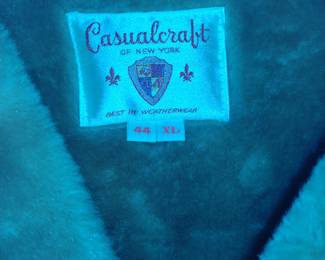 Casualcraft
OF NEW YORK
BEST IN WEATHERWEAR
44 XL